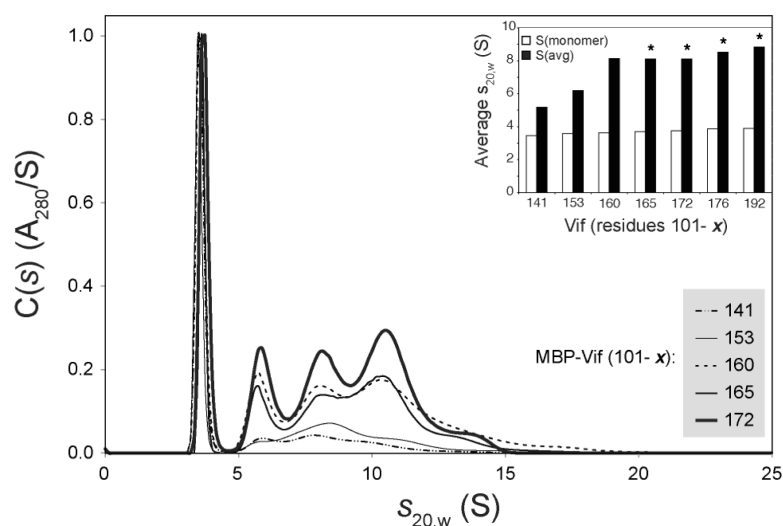 C(s) (A280/S)
1.0
0.8
0.6
0.4
0.2
0.0
0 5 10 15 20 25
s20,w (S)
Average s20,w (S)
10
8
6
4
2
0
S(monomer)
S(avg)
* * * *
141 153 160 165 172 176 192
Vif (residues 101- x)
MBP-Vif (101- x):
141
153
160
165
172